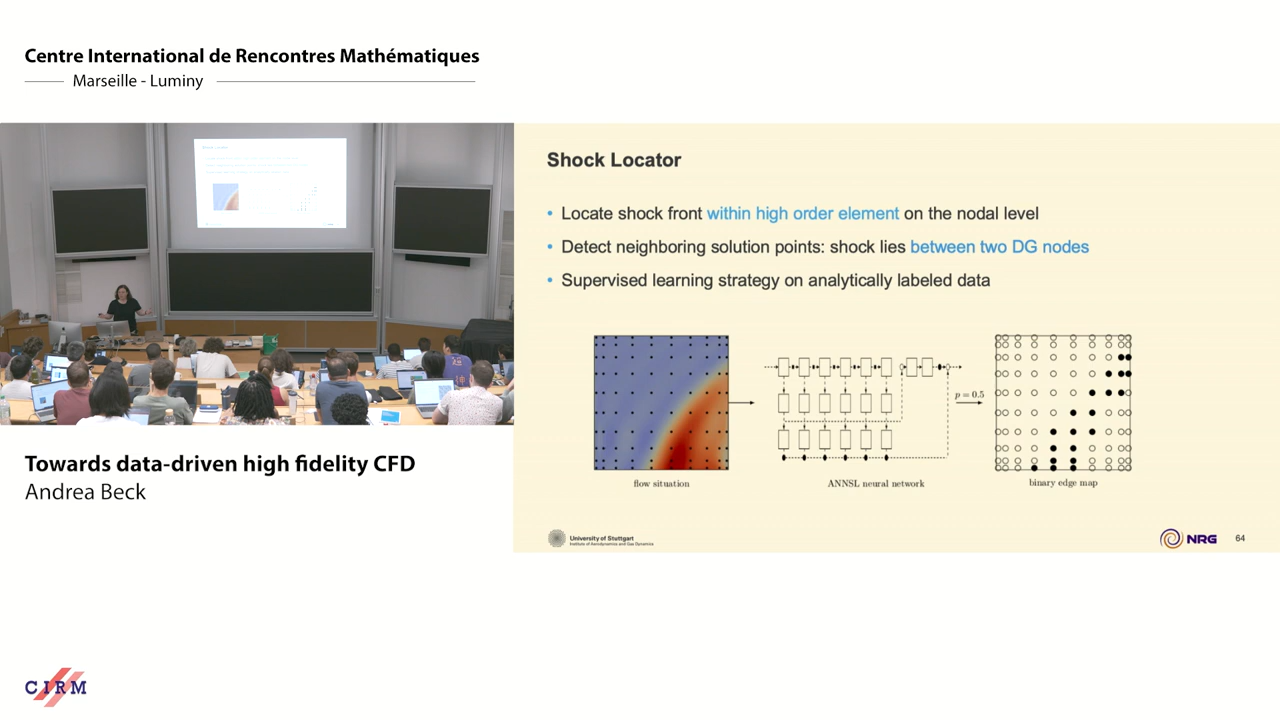 Centre International de Rencontres Mathématiques
Marseille - Luminy
Shock Locator
• Locate shock front within high order element on the nodal level
• Detect neighboring solution points: shock lies between two DG nodes
• Supervised learning strategy on analytically labeled data
p = 0.5
flow situation
ANNSL neural network
binary edge map
University of Stuttgart
Institute of Aerodynamics and Gas Dynamics
NRG
64
Towards data-driven high fidelity CFD
Andrea Beck
CIRM